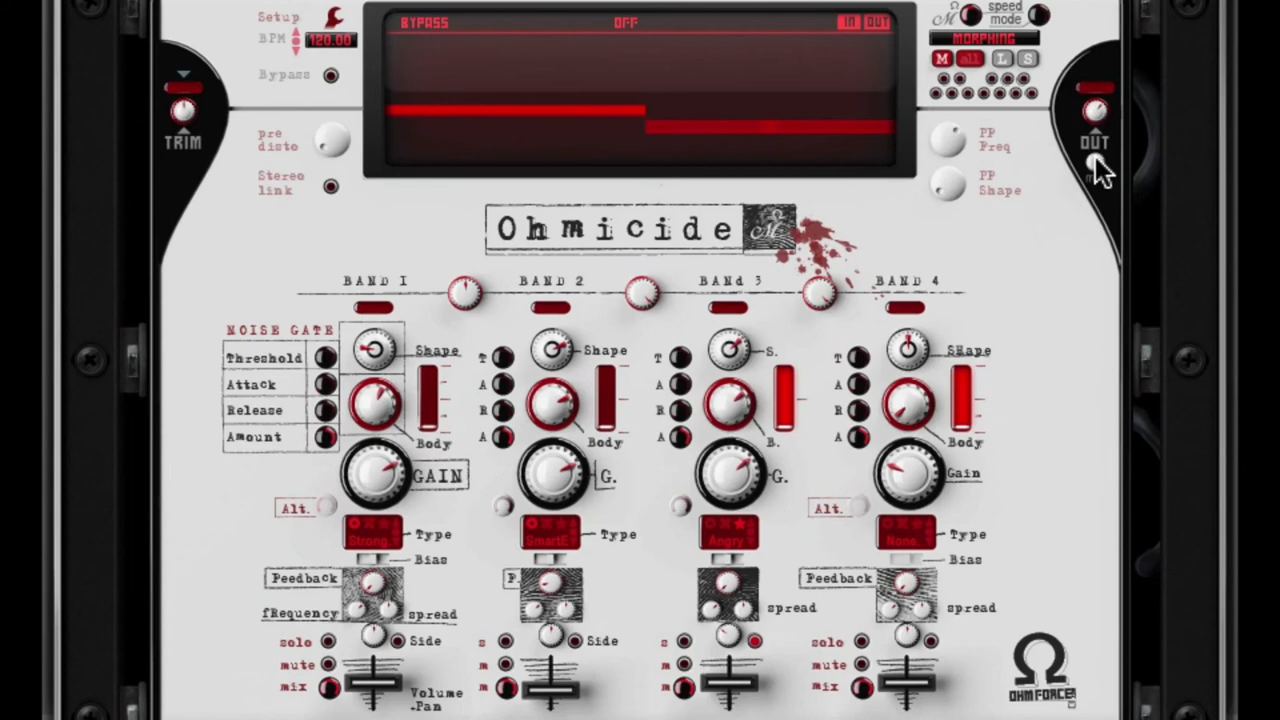 Setup
BPM 120.00
Bypass
BYPASS OFF IN OUT
speed
mode
MORPHING
M all L S
TRIM
pre
disto
Stereo
link
PP
Freq
PP
Shape
OUT
Ohmicide
BAND 1 BAND 2 BANd 3 BAND 4
NOISE GATE
Threshold Shape T Shape T S. T Shape
Attack A A A
Release R R R
Amount Body A Body A B. A Body
GAIN G. G. Gain
Alt. Alt.
Strong. Type SmartE Type Angry None. Type
Bias Bias
Feedback P. Feedback
fRequency spread spread spread
solo Side s Side s solo
mute m m mute
mix m m mix
Volume
+Pan
OHM FORCE